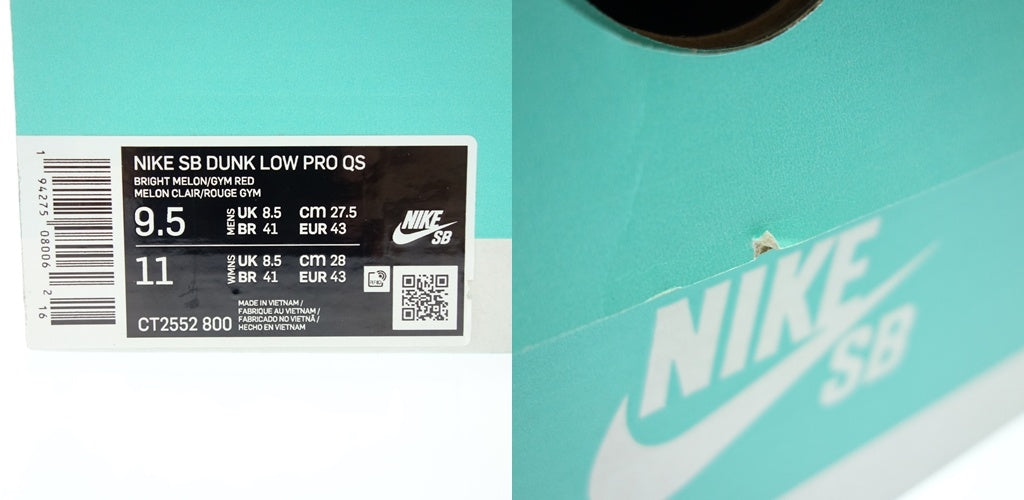 1 94275 08006 2 16
NIKE SB DUNK LOW PRO QS
BRIGHT MELON/GYM RED
MELON CLAIR/ROUGE GYM
9.5 MENS UK 8.5 cm 27.5
BR 41 EUR 43
11 WMNS UK 8.5 cm 28
BR 41 EUR 43
NIKE
SB
RFID
CT2552 800
MADE IN VIETNAM /
FABRIQUE AU VIETNAM /
FABRICADO NO VIETNÃ /
HECHO EN VIETNAM
NIKE
SB